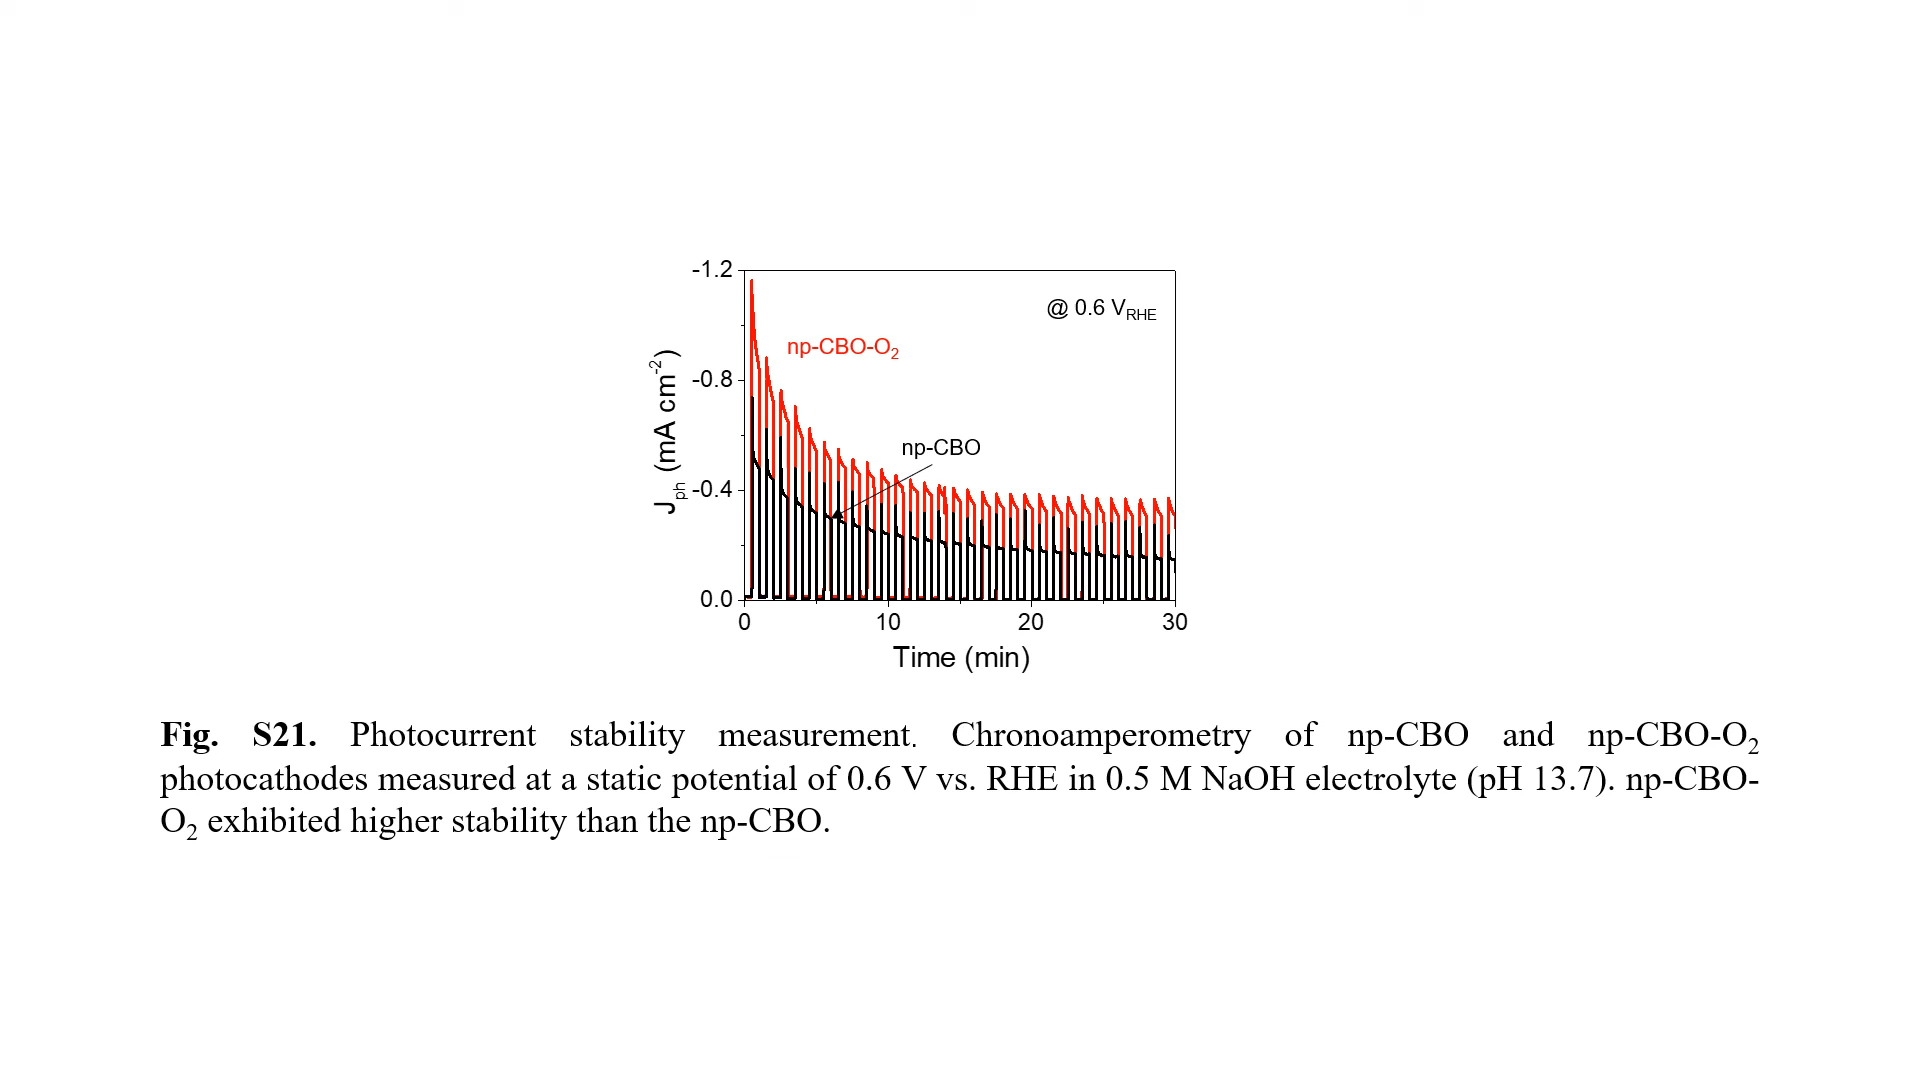 -1.2
@ 0.6 V_RHE
np-CBO-O₂
-0.8
np-CBO
J_ph (mA cm⁻²)
-0.4
0.0
0 10 20 30
Time (min)
Fig. S21. Photocurrent stability measurement. Chronoamperometry of np-CBO and np-CBO-O₂
photocathodes measured at a static potential of 0.6 V vs. RHE in 0.5 M NaOH electrolyte (pH 13.7). np-CBO-
O₂ exhibited higher stability than the np-CBO.